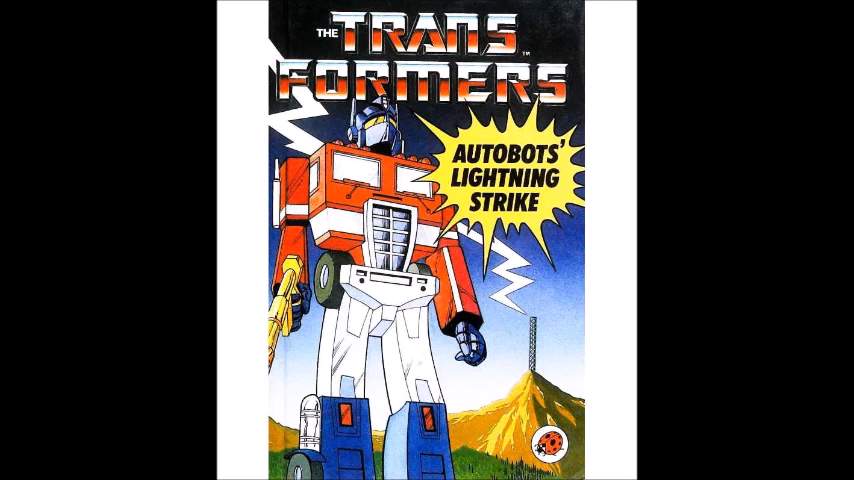 THE TRANS
FORMERS
TM
AUTOBOTS'
LIGHTNING
STRIKE